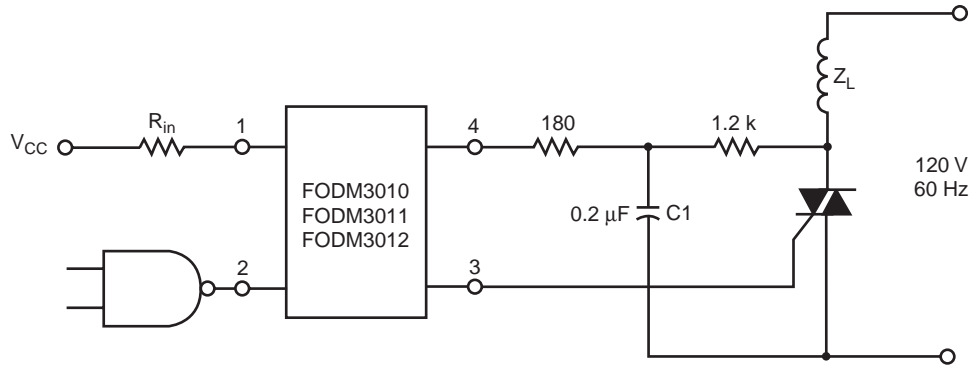 Z_L
V_CC
R_in
1
4
180
1.2 k
120 V
60 Hz
FODM3010
FODM3011
FODM3012
0.2 μF
C1
2
3